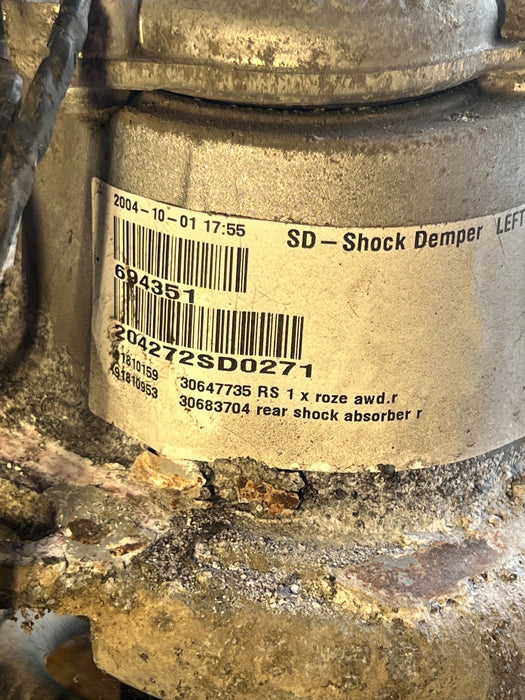 2004-10-01 17:55
SD-Shock Demper LEFT
694351
204272SD0271
30647735 RS 1 x roze awd.r
30683704 rear shock absorber r